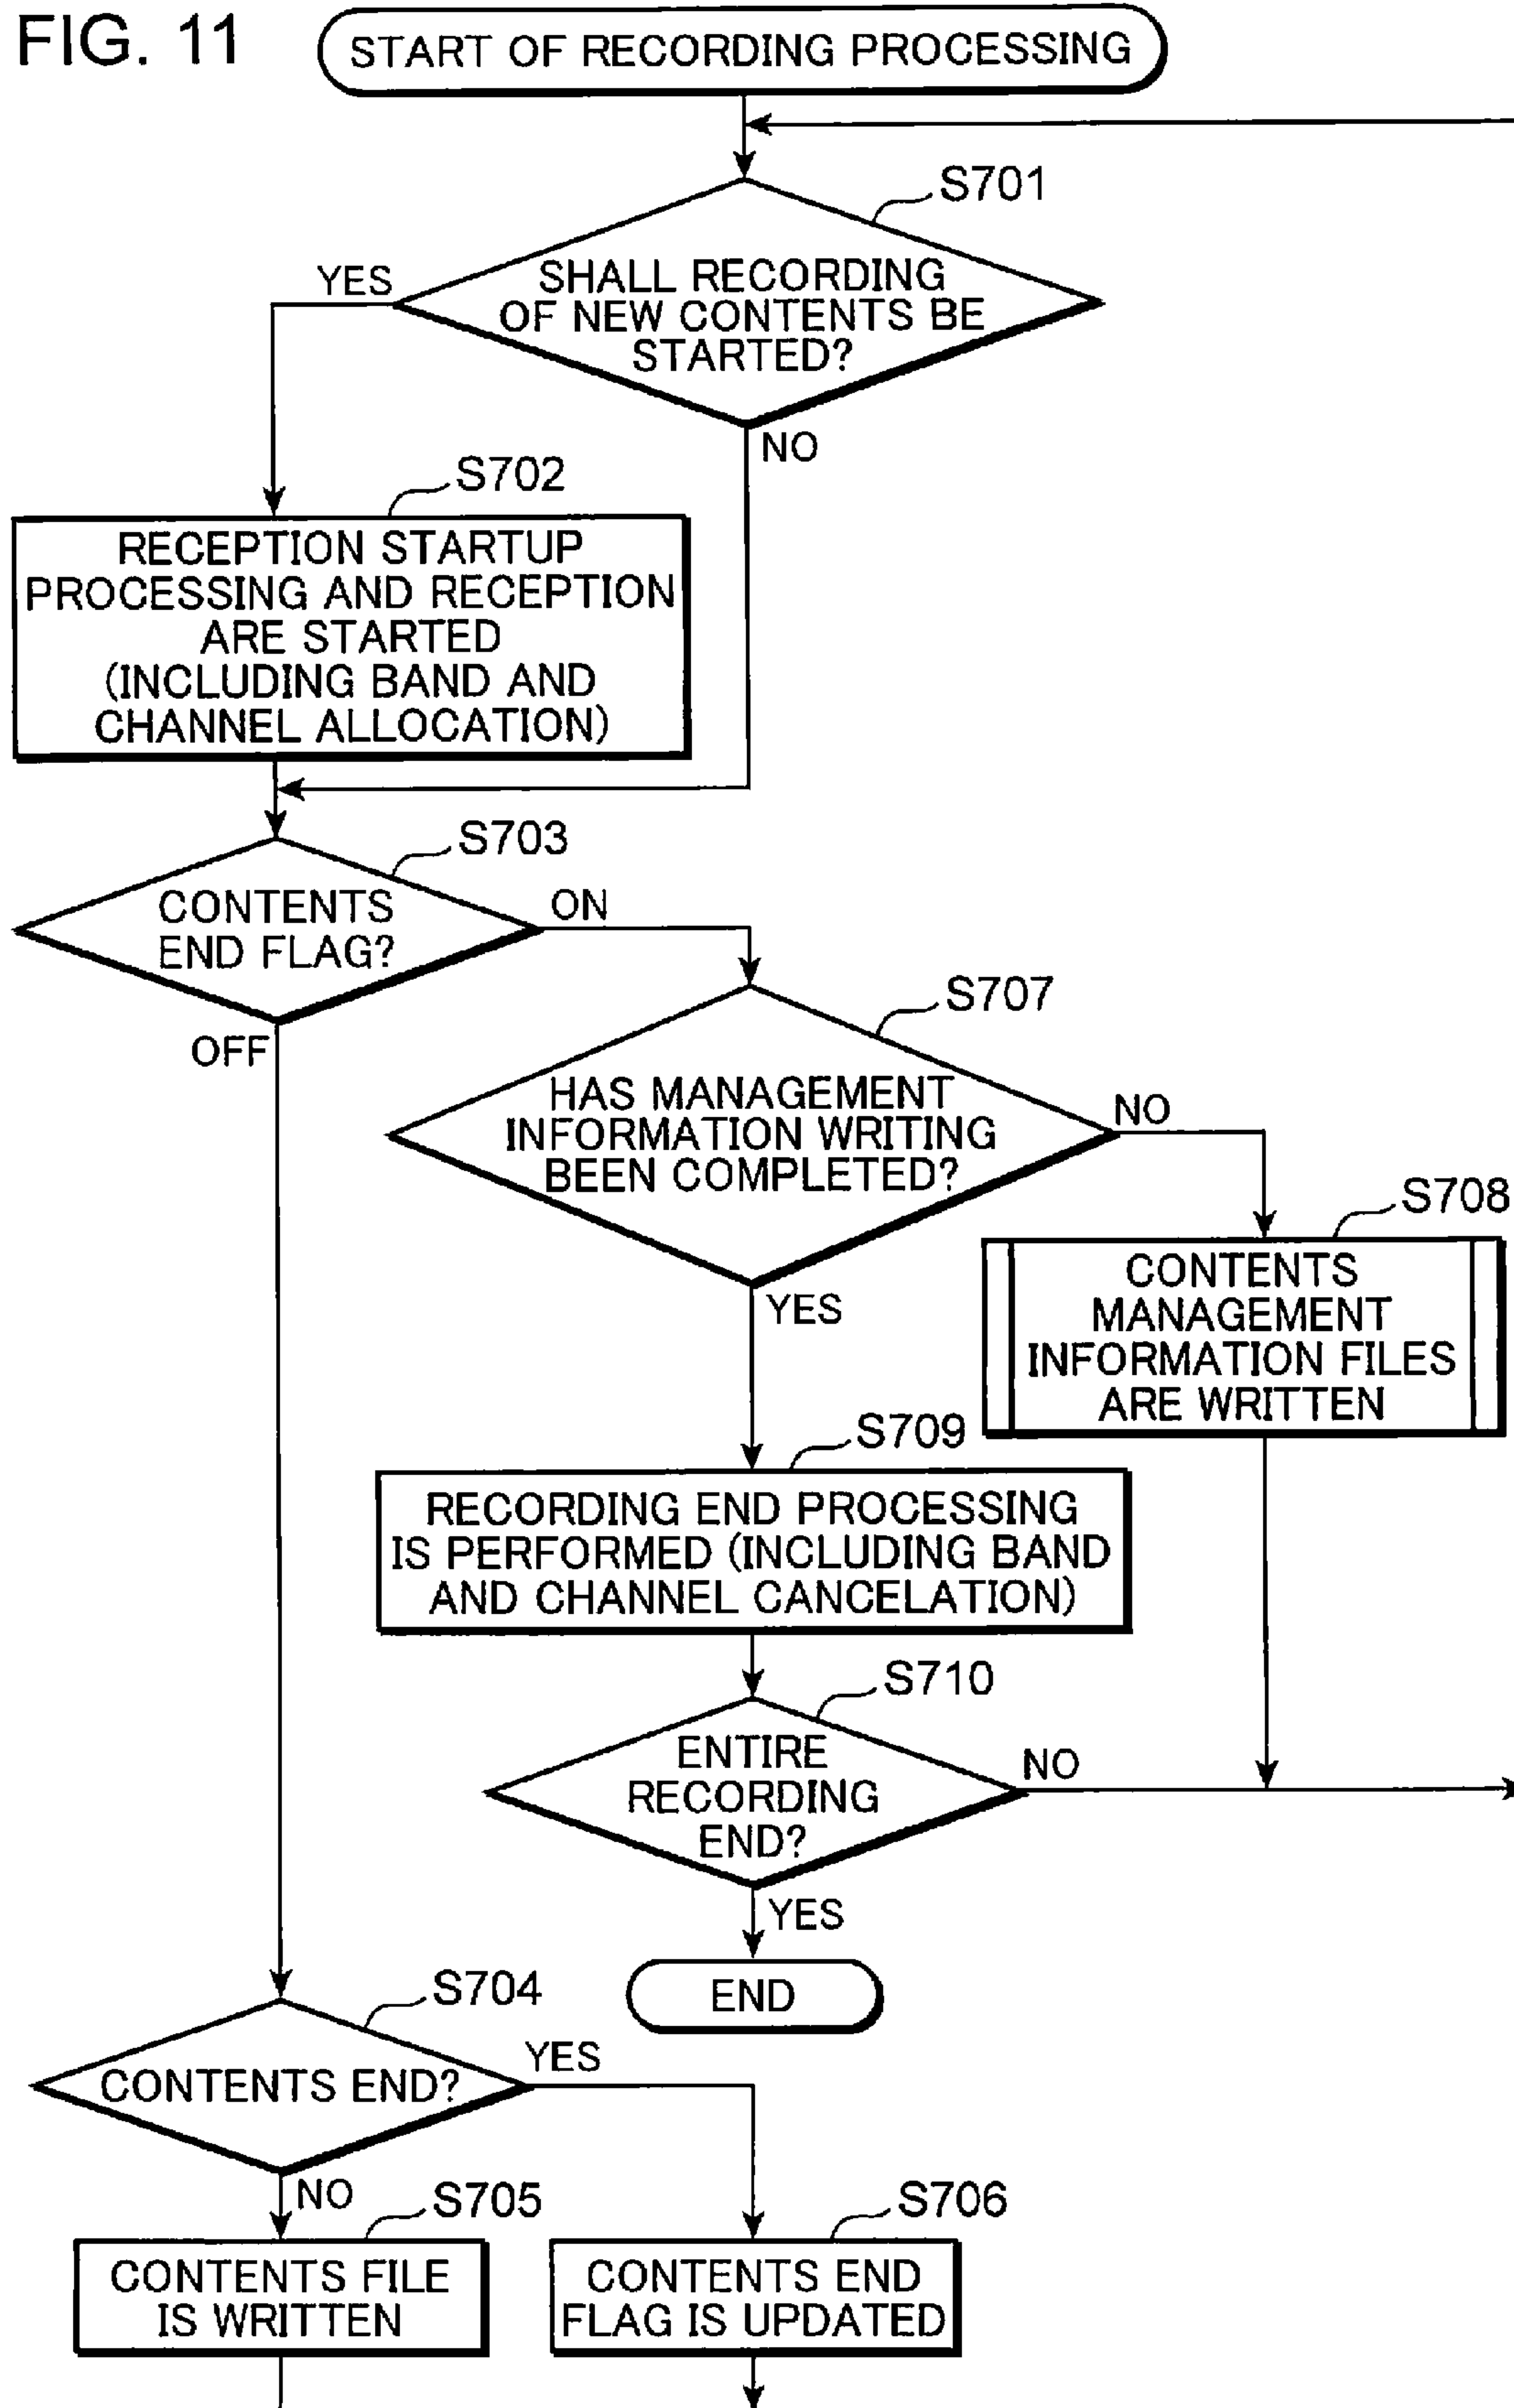 FIG. 11
START OF RECORDING PROCESSING
S701
YES
SHALL RECORDING
OF NEW CONTENTS BE
STARTED?
NO
S702
RECEPTION STARTUP
PROCESSING AND RECEPTION
ARE STARTED
(INCLUDING BAND AND
CHANNEL ALLOCATION)
S703
CONTENTS
END FLAG?
ON
OFF
S707
HAS MANAGEMENT
INFORMATION WRITING
BEEN COMPLETED?
NO
YES
S708
CONTENTS
MANAGEMENT
INFORMATION FILES
ARE WRITTEN
S709
RECORDING END PROCESSING
IS PERFORMED (INCLUDING BAND
AND CHANNEL CANCELATION)
S710
ENTIRE
RECORDING
END?
NO
YES
END
S704
CONTENTS END?
YES
NO
S705
CONTENTS FILE
IS WRITTEN
S706
CONTENTS END
FLAG IS UPDATED